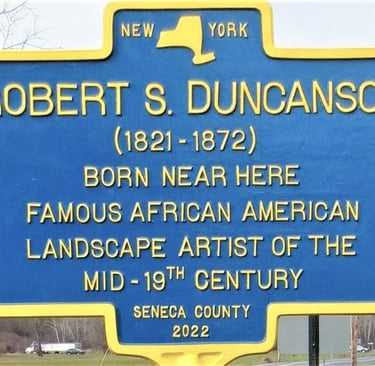 NEW YORK
ROBERT S. DUNCANSO
(1821-1872)
BORN NEAR HERE
FAMOUS AFRICAN AMERICAN
LANDSCAPE ARTIST OF THE
MID-19TH CENTURY
SENECA COUNTY
2022